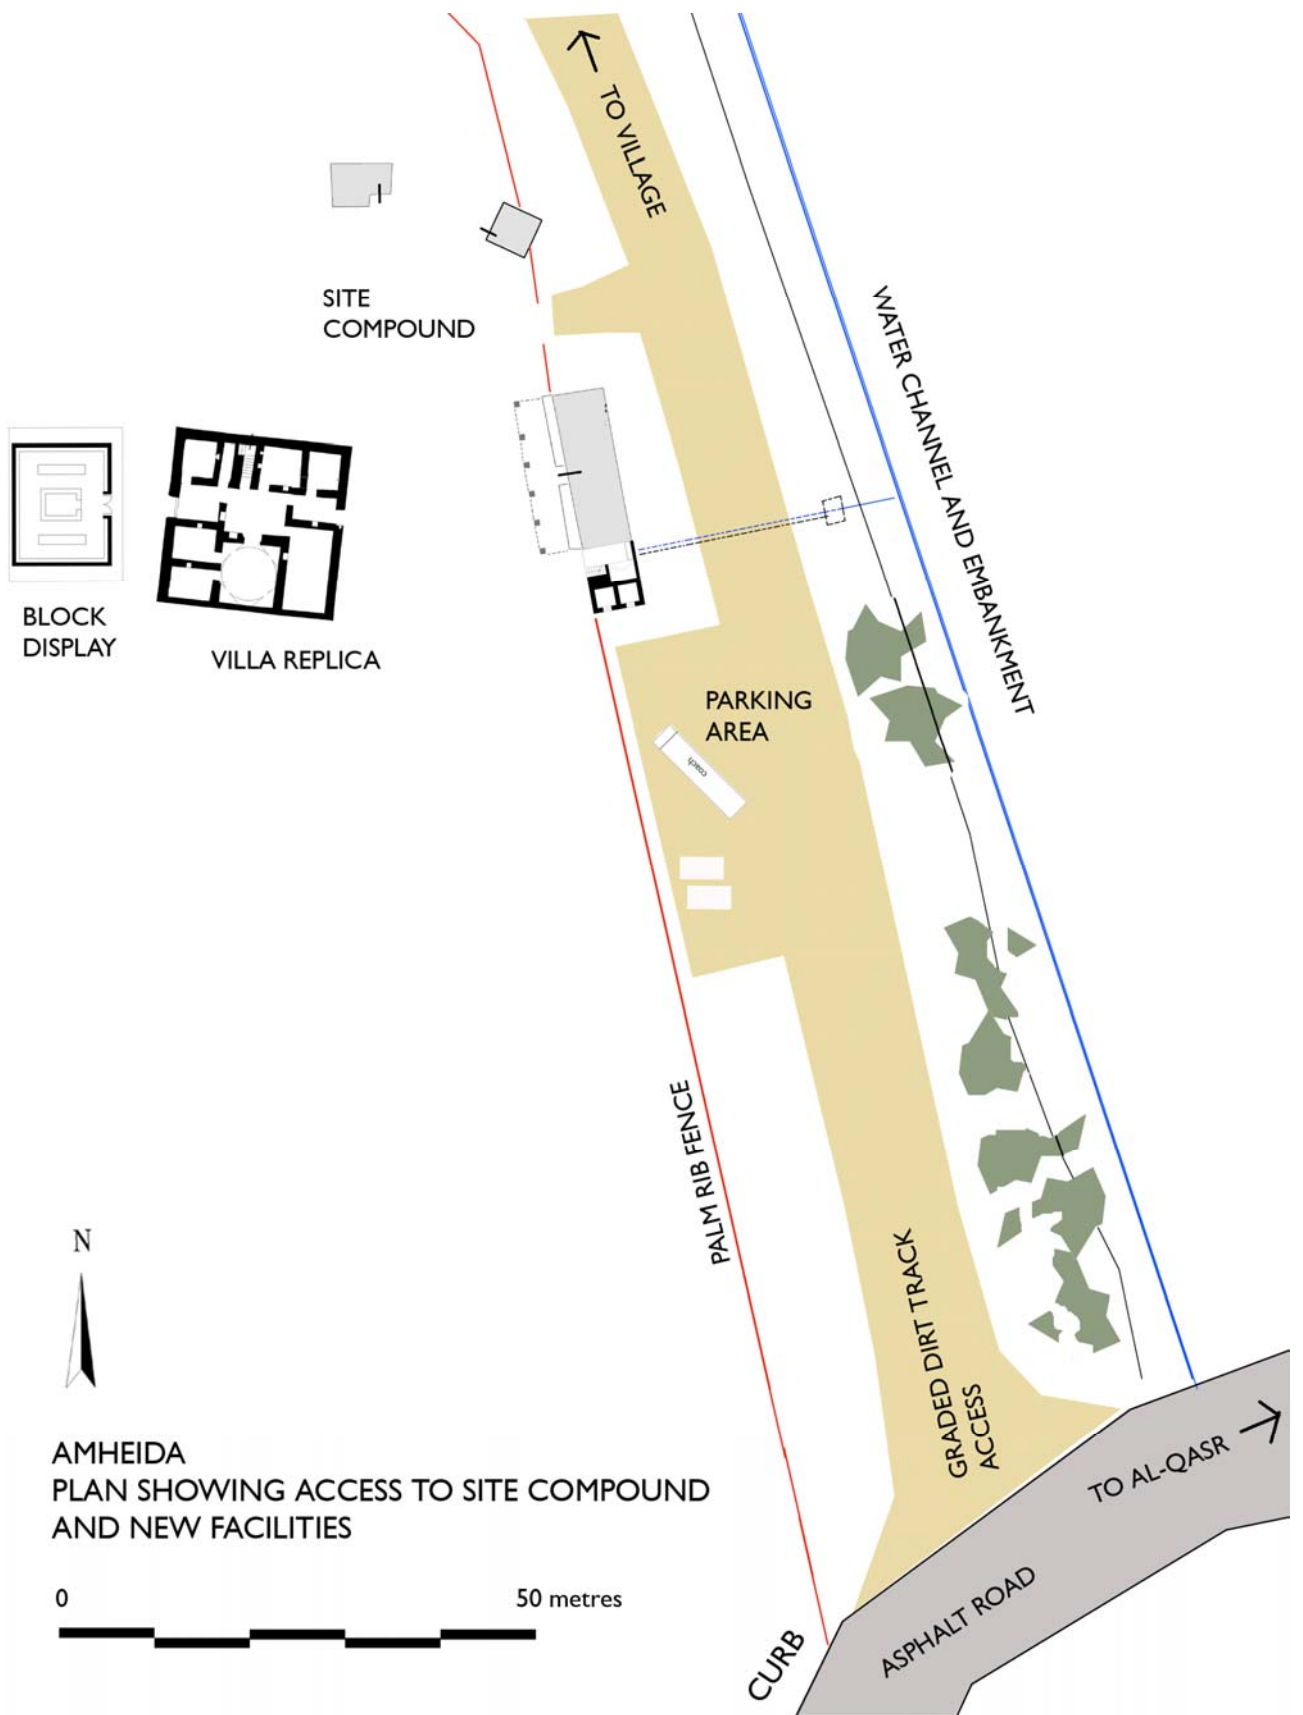 TO VILLAGE
SITE
COMPOUND
WATER CHANNEL AND EMBANKMENT
BLOCK
DISPLAY
VILLA REPLICA
PARKING
AREA
coach
PALM RIB FENCE
GRADED DIRT TRACK
ACCESS
N
TO AL-QASR
AMHEIDA
PLAN SHOWING ACCESS TO SITE COMPOUND
AND NEW FACILITIES
0 50 metres
ASPHALT ROAD
CURB